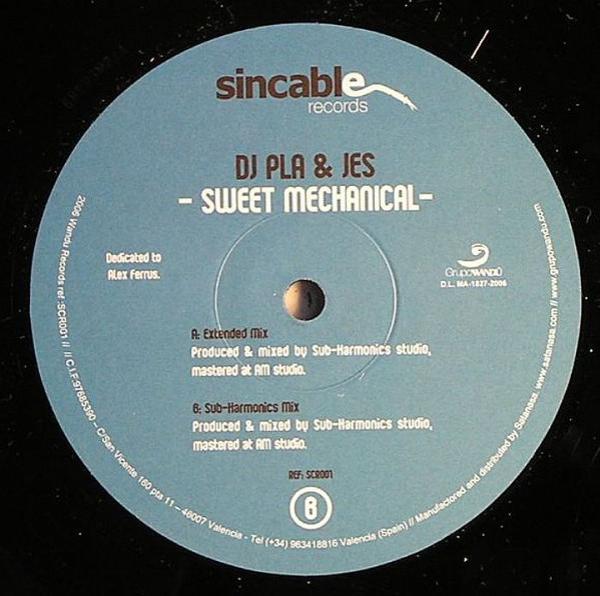 sincable
records
DJ PLA & JES
- SWEET MECHANICAL-
Dedicated to
Alex Ferrus.
GrupoWANDÚ
D.L. MA-1827-2006
A: Extended Mix
Produced & mixed by Sub-Harmonics studio,
mastered at AM studio.
B: Sub-Harmonics Mix
Produced & mixed by Sub-Harmonics studio,
mastered at AM studio.
REF: SCR001
B
2006 Wandu Records ref.:SCR001 // C.I.F:97685390 - C/San Vicente 160 pta 11 - 46007 Valencia - Tel (+34) 963418816 Valencia (Spain) // Manufactored and distributed by Satanasa. www.satanasa.com // www.grupowandu.com